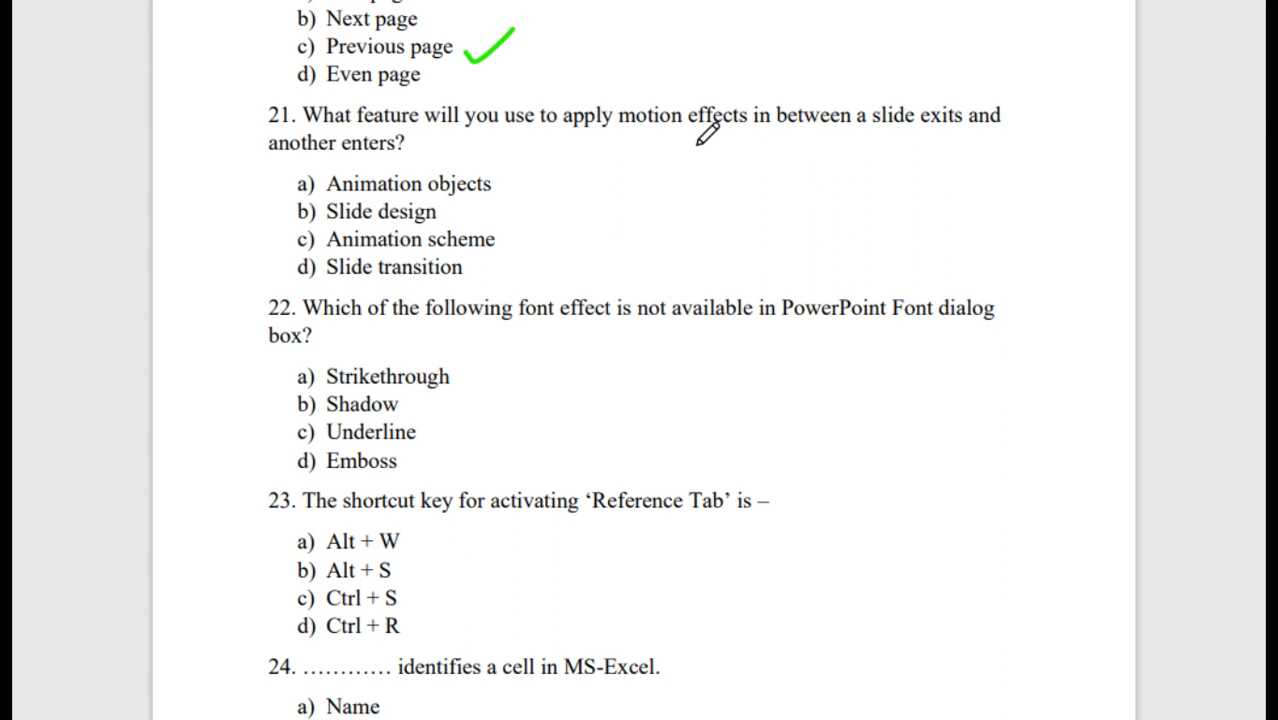 b) Next page
c) Previous page
d) Even page
21. What feature will you use to apply motion effects in between a slide exits and
another enters?
a) Animation objects
b) Slide design
c) Animation scheme
d) Slide transition
22. Which of the following font effect is not available in PowerPoint Font dialog
box?
a) Strikethrough
b) Shadow
c) Underline
d) Emboss
23. The shortcut key for activating ‘Reference Tab’ is –
a) Alt + W
b) Alt + S
c) Ctrl + S
d) Ctrl + R
24. ………… identifies a cell in MS-Excel.
a) Name